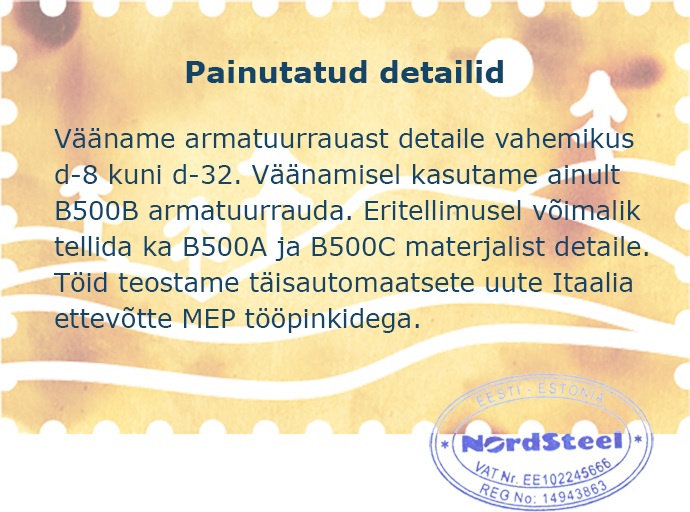 Painutatud detailid
Vääname armatuurrauast detaile vahemikus
d-8 kuni d-32. Väänamisel kasutame ainult
B500B armatuurrauda. Eritellimusel võimalik
tellida ka B500A ja B500C materjalist detaile.
Töid teostame täisautomaatsete uute Itaalia
ettevõtte MEP tööpinkidega.
EESTI - ESTONIA
* NordSteel *
VAT Nr. EE102245666
REG No: 14943863